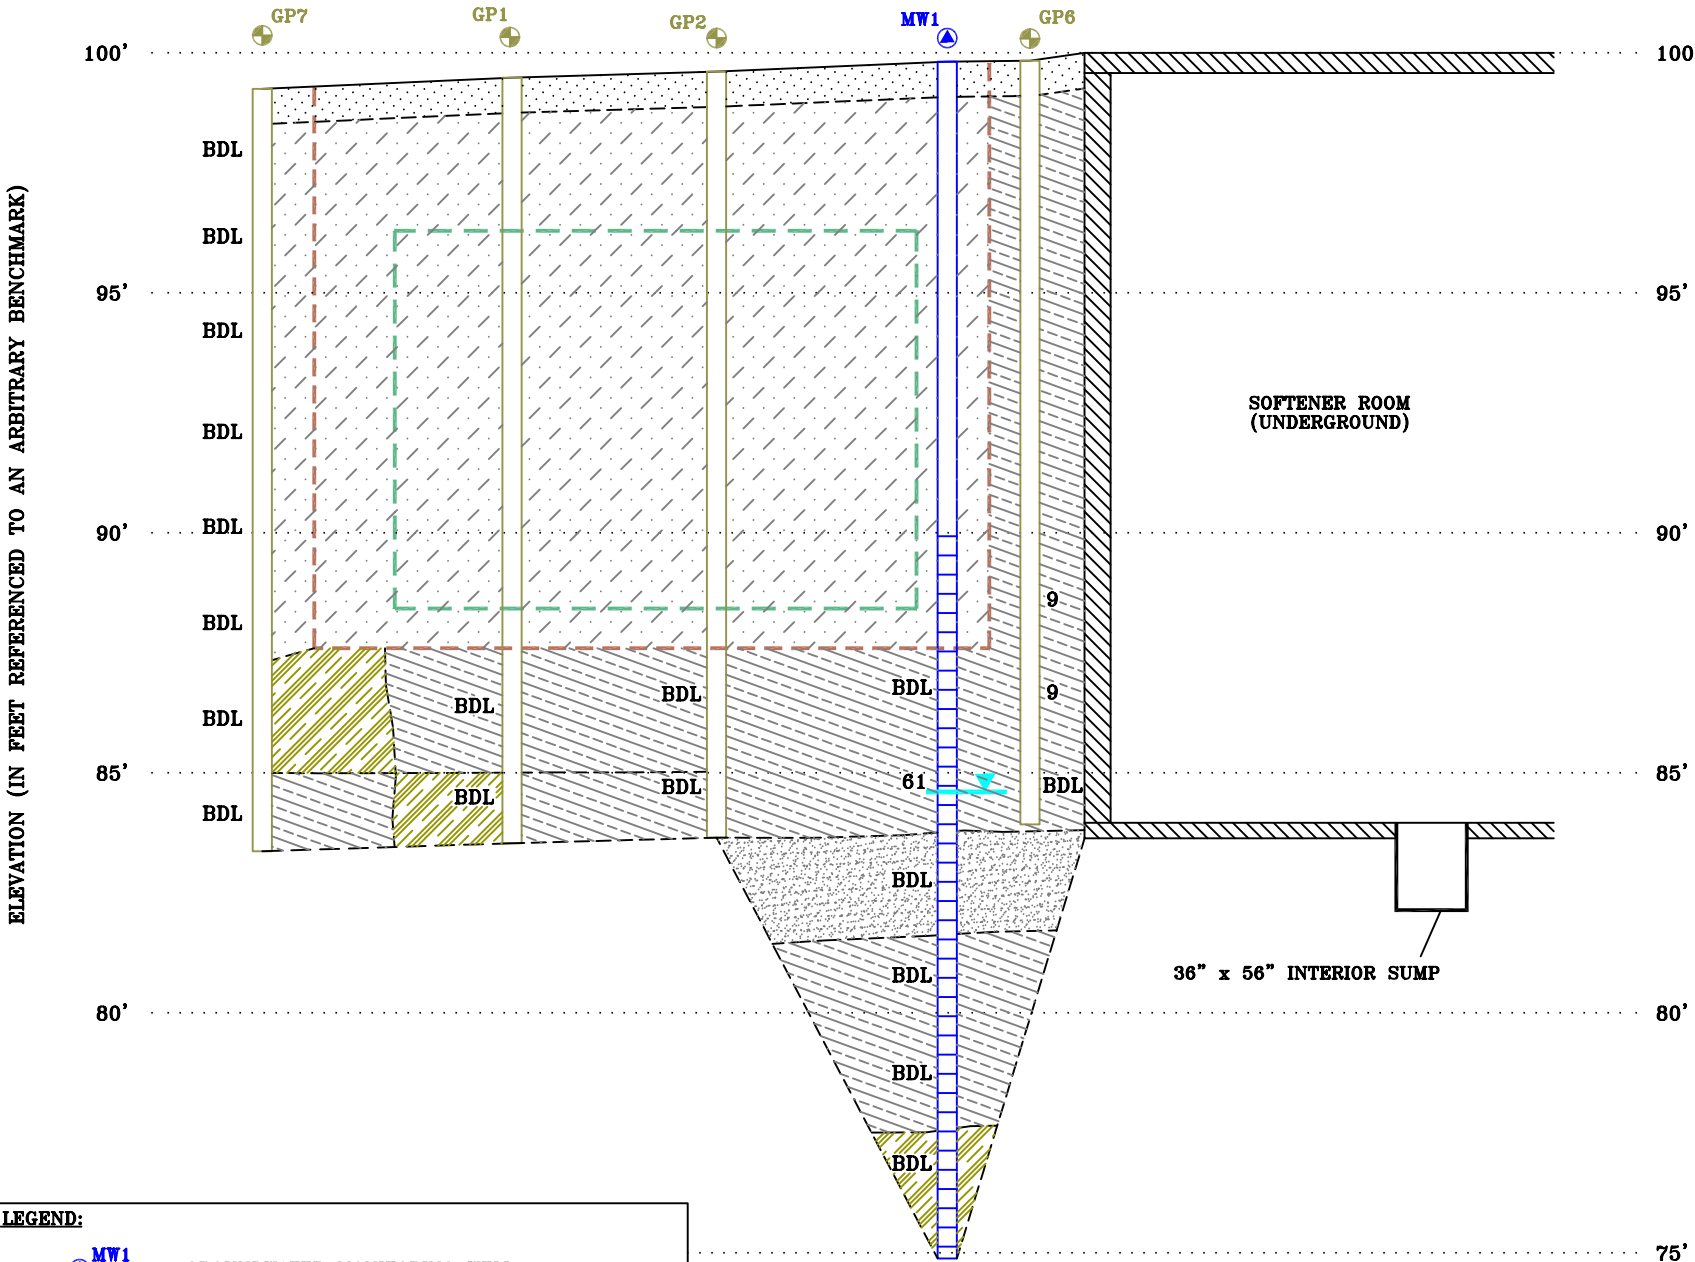 GP7
GP1
GP2
MW1
GP6
100'
100
BDL
BDL
95'
95'
BDL
SOFTENER ROOM
(UNDERGROUND)
BDL
BDL
90'
90'
9
BDL
BDL
9
BDL
BDL
BDL
85'
85'
61
BDL
BDL
BDL
BDL
BDL
BDL
36" x 56" INTERIOR SUMP
80'
80'
BDL
BDL
75'
ELEVATION (IN FEET REFERENCED TO AN ARBITRARY BENCHMARK)
LEGEND:
MW1